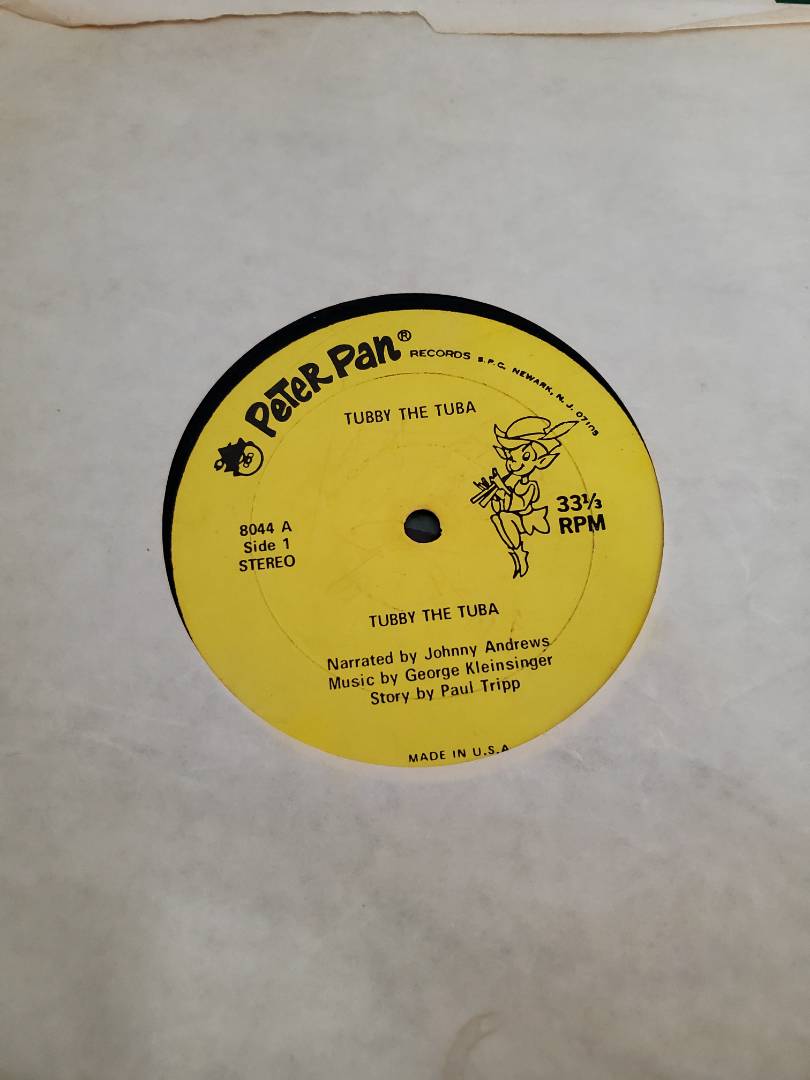 PETER Pan® RECORDS S.P.C. NEWARK, N.J. 07105
TUBBY THE TUBA
33⅓
RPM
8044 A
Side 1
STEREO
TUBBY THE TUBA
Narrated by Johnny Andrews
Music by George Kleinsinger
Story by Paul Tripp
MADE IN U.S.A